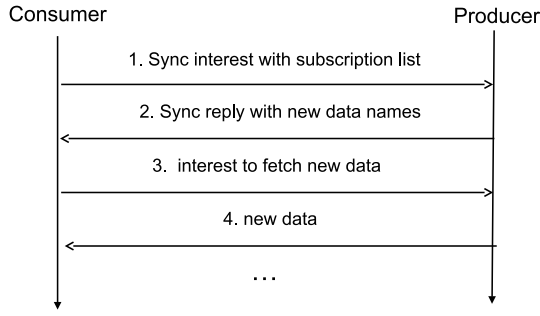 Consumer
Producer
1. Sync interest with subscription list
2. Sync reply with new data names
3. interest to fetch new data
4. new data
...